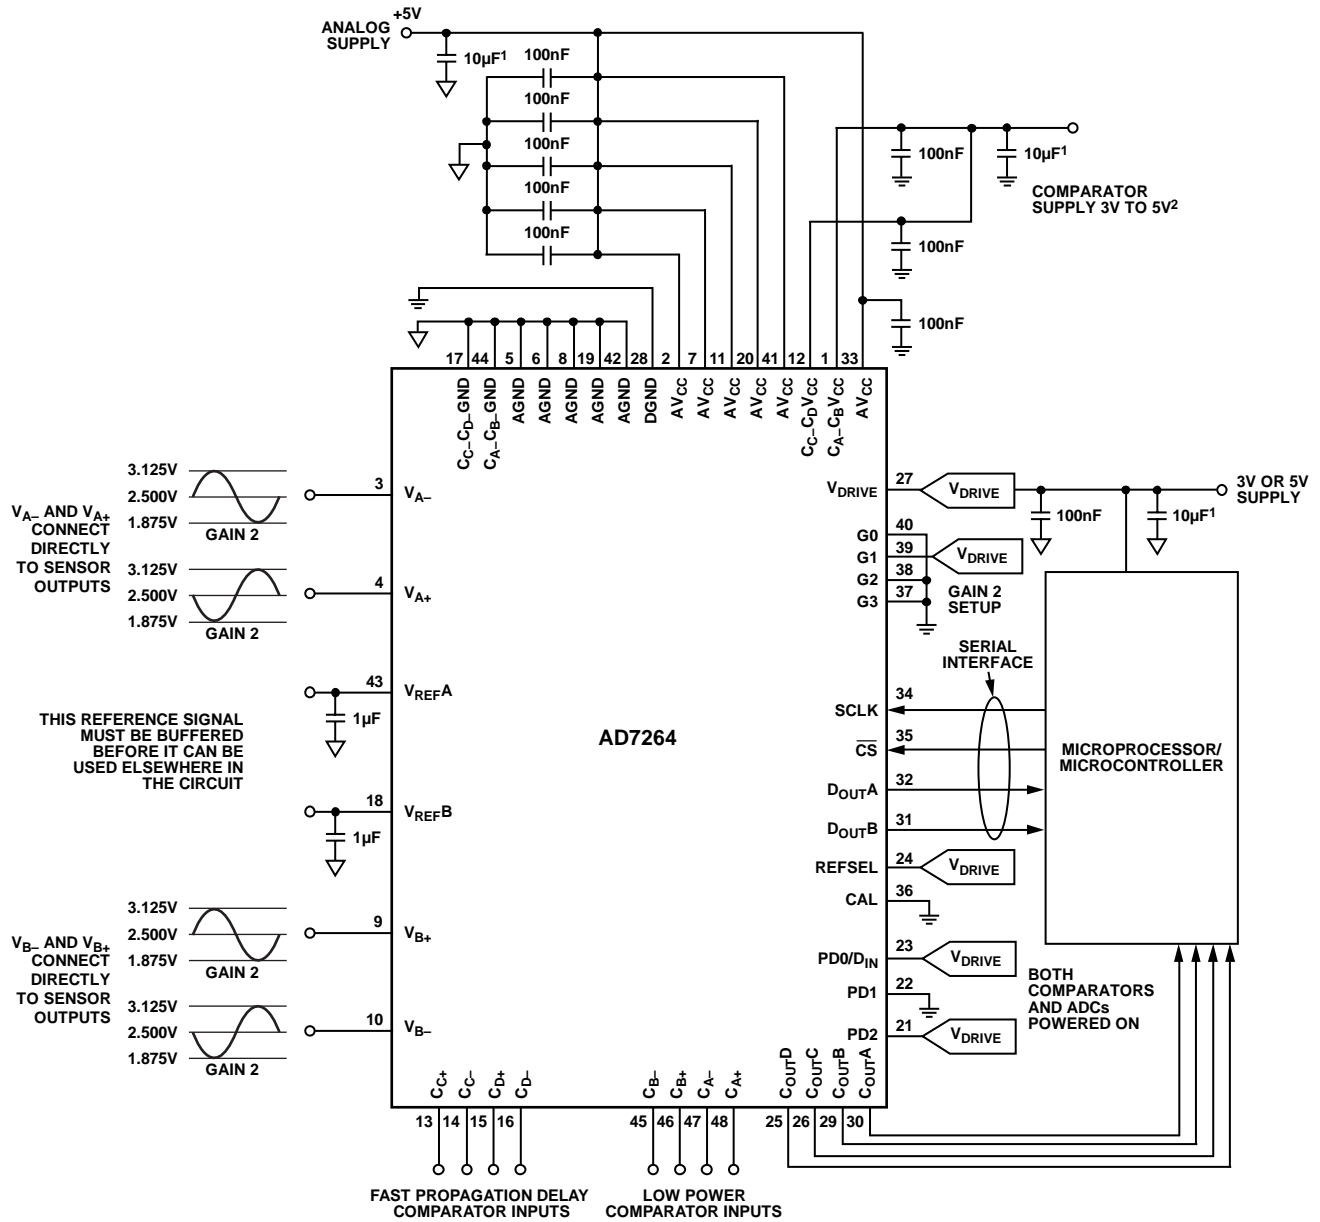 +5V
ANALOG
SUPPLY
10µF1
100nF
100nF
100nF
100nF
100nF
100nF
10µF1
COMPARATOR
SUPPLY 3V TO 5V2
100nF
100nF
17 44 5 6 8 19 42 28 2 7 11 20 41 12 1 33
CC–CD–GND
CA–CB–GND
AGND
AGND
AGND
AGND
AGND
DGND
AVCC
AVCC
AVCC
AVCC
AVCC
CC–CDVCC
CA–CBVCC
AVCC
VA– AND VA+
CONNECT
DIRECTLY
TO SENSOR
OUTPUTS
3.125V
2.500V
1.875V
GAIN 2
3 VA–
3.125V
2.500V
1.875V
GAIN 2
4 VA+
43 VREFA
1µF
THIS REFERENCE SIGNAL
MUST BE BUFFERED
BEFORE IT CAN BE
USED ELSEWHERE IN
THE CIRCUIT
18 VREFB
1µF
VB– AND VB+
CONNECT
DIRECTLY
TO SENSOR
OUTPUTS
3.125V
2.500V
1.875V
GAIN 2
9 VB+
3.125V
2.500V
1.875V
GAIN 2
10 VB–
AD7264
VDRIVE 27 VDRIVE
3V OR 5V
SUPPLY
100nF
10µF1
G0 40
G1 39 VDRIVE
G2 38
G3 37
GAIN 2
SETUP
SERIAL
INTERFACE
SCLK 34
CS 35
DOUTA 32
DOUTB 31
MICROPROCESSOR/
MICROCONTROLLER
REFSEL 24 VDRIVE
CAL 36
PD0/DIN 23 VDRIVE
PD1 22
PD2 21 VDRIVE
BOTH
COMPARATORS
AND ADCs
POWERED ON
CC+
CC–
CD+
CD–
CB–
CB+
CA–
CA+
COUTD
COUTC
COUTB
COUTA
13 14 15 16 45 46 47 48 25 26 29 30
FAST PROPAGATION DELAY
COMPARATOR INPUTS
LOW POWER
COMPARATOR INPUTS